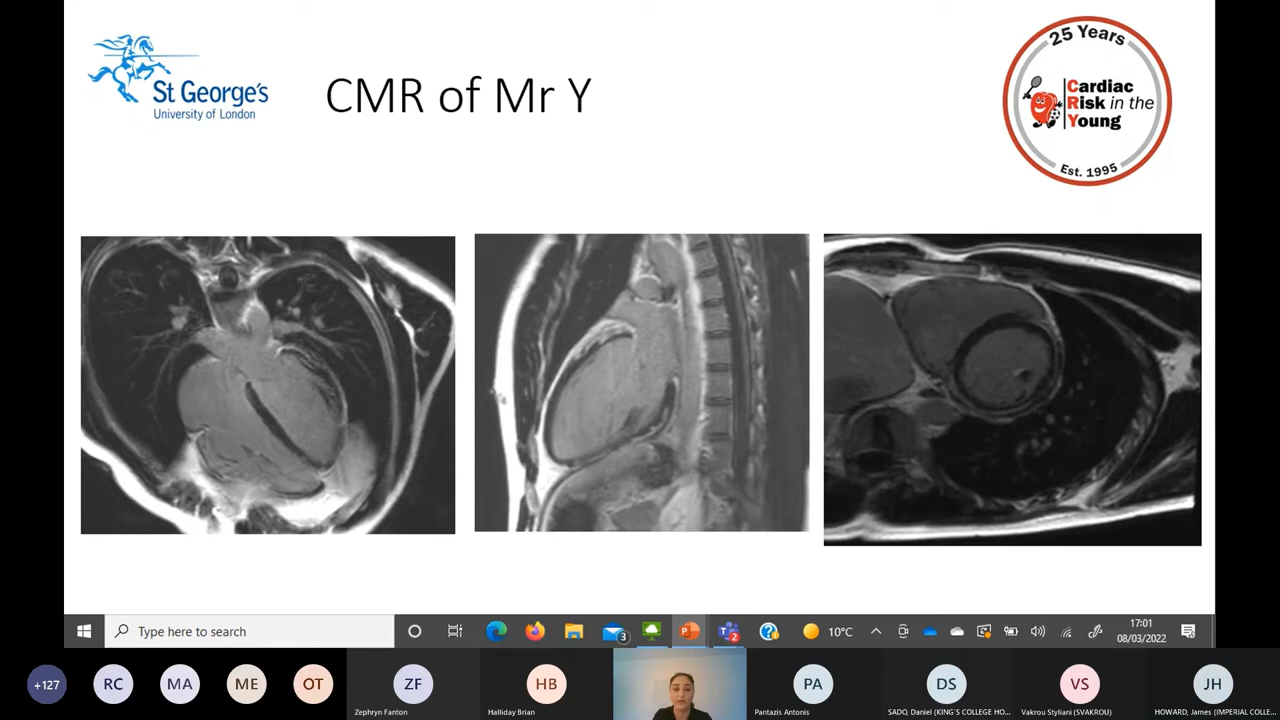 St George's
University of London
CMR of Mr Y
25 Years
Cardiac
Risk in the
Young
Est. 1995
Type here to search
3
2
10°C
17:01
08/03/2022
+127
RC
MA
ME
OT
ZF
HB
PA
DS
VS
JH
Zephryn Fanton
Halliday Brian
Pantazis Antonis
SADO, Daniel (KING'S COLLEGE HO...
Vakrou Styliani (SVAKROU)
HOWARD, James (IMPERIAL COLLE...